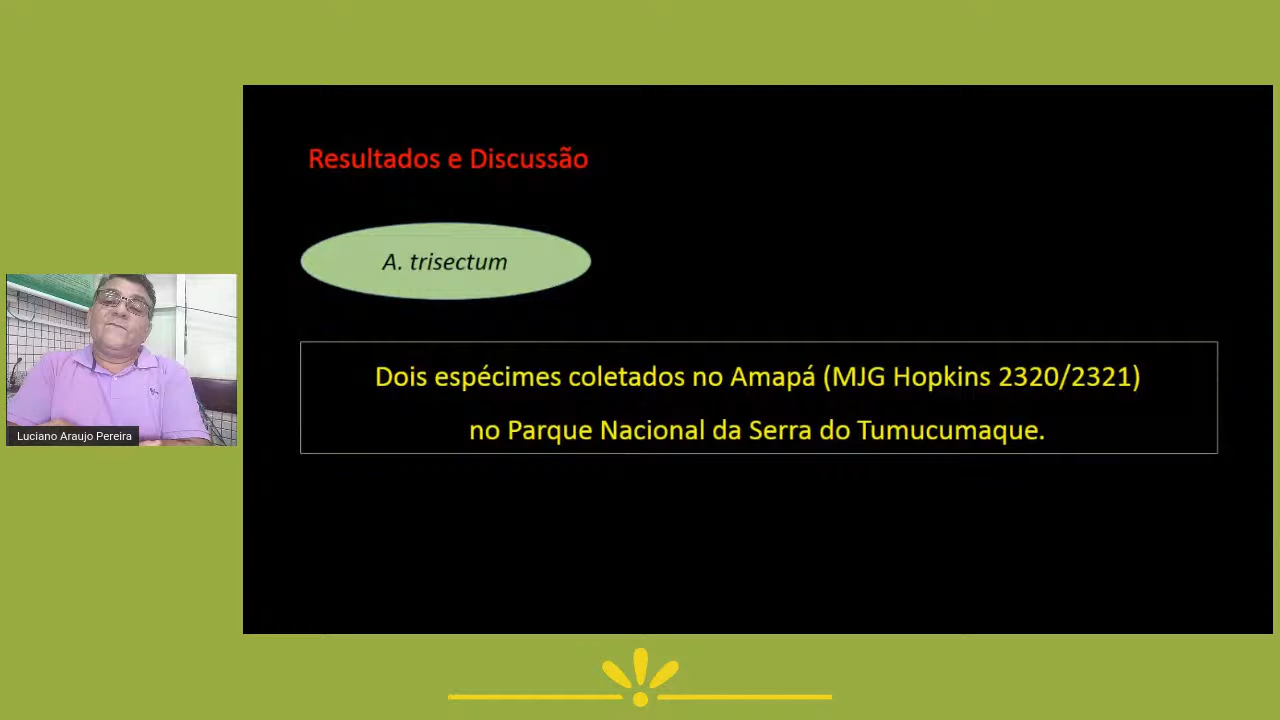 Resultados e Discussão
A. trisectum
Dois espécimes coletados no Amapá (MJG Hopkins 2320/2321)
no Parque Nacional da Serra do Tumucumaque.
Luciano Araujo Pereira